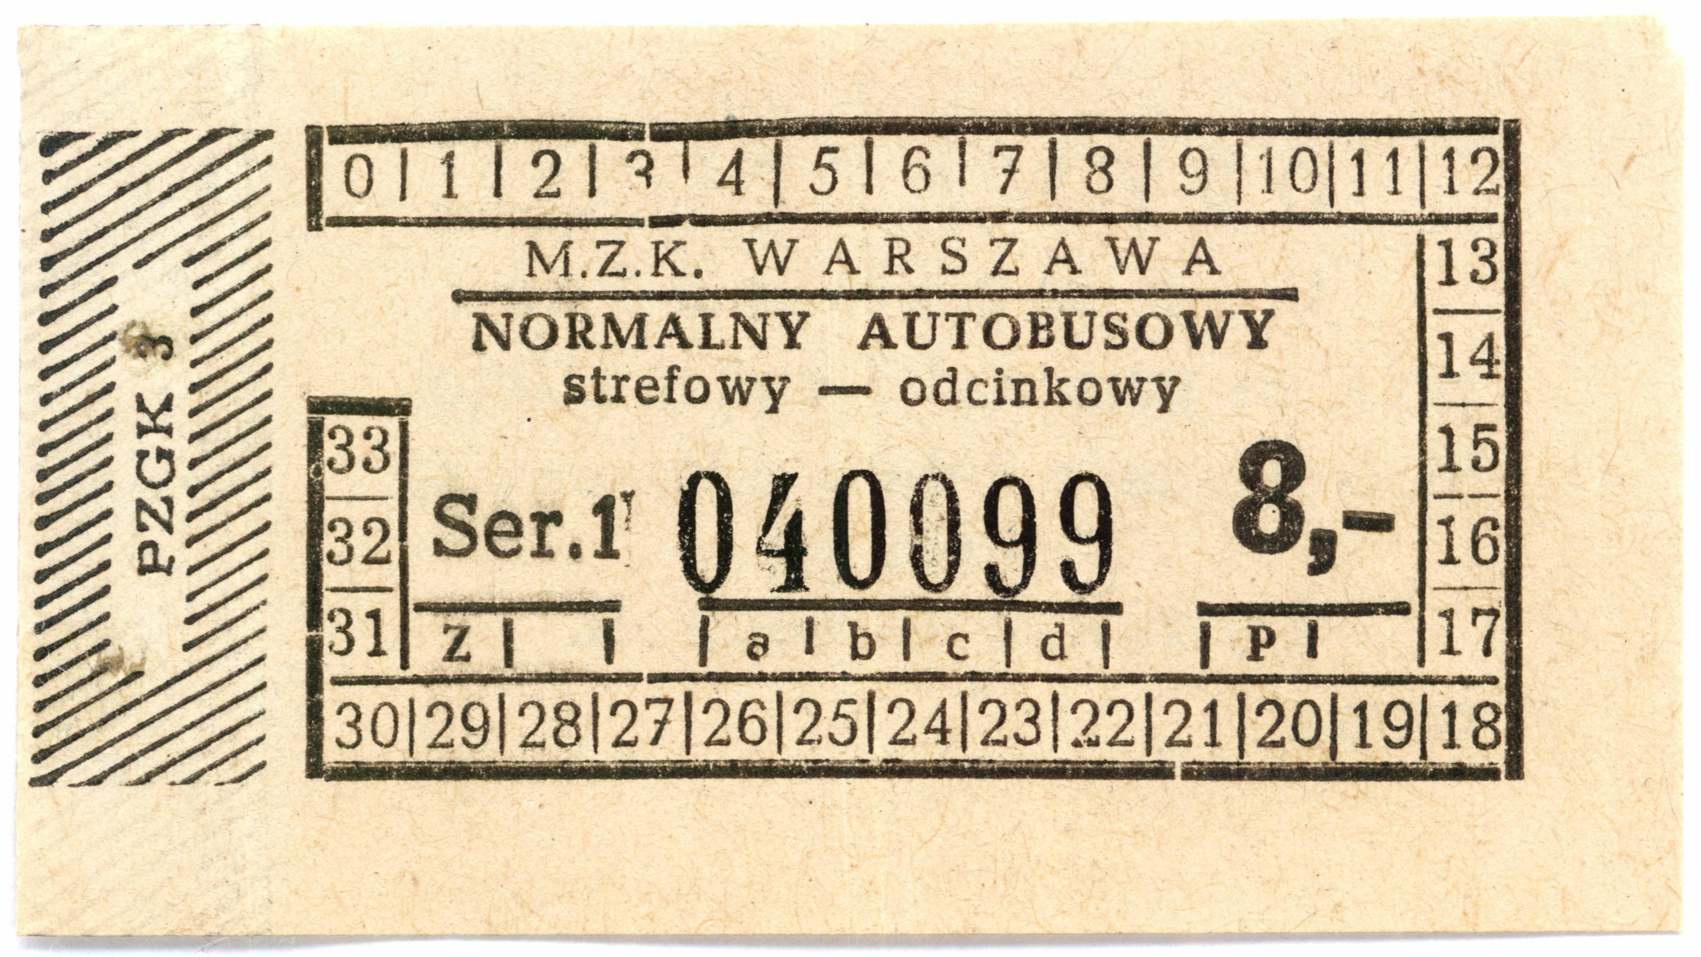 PZGK 3
0 | 1 | 2 | 3 | 4 | 5 | 6 | 7 | 8 | 9 | 10 | 11 | 12
M.Z.K. WARSZAWA
13
NORMALNY AUTOBUSOWY
14
strefowy — odcinkowy
33
15
Ser. 1 040099 8,-
32
16
31
z | | | a | b | c | d | | P |
17
30 | 29 | 28 | 27 | 26 | 25 | 24 | 23 | 22 | 21 | 20 | 19 | 18